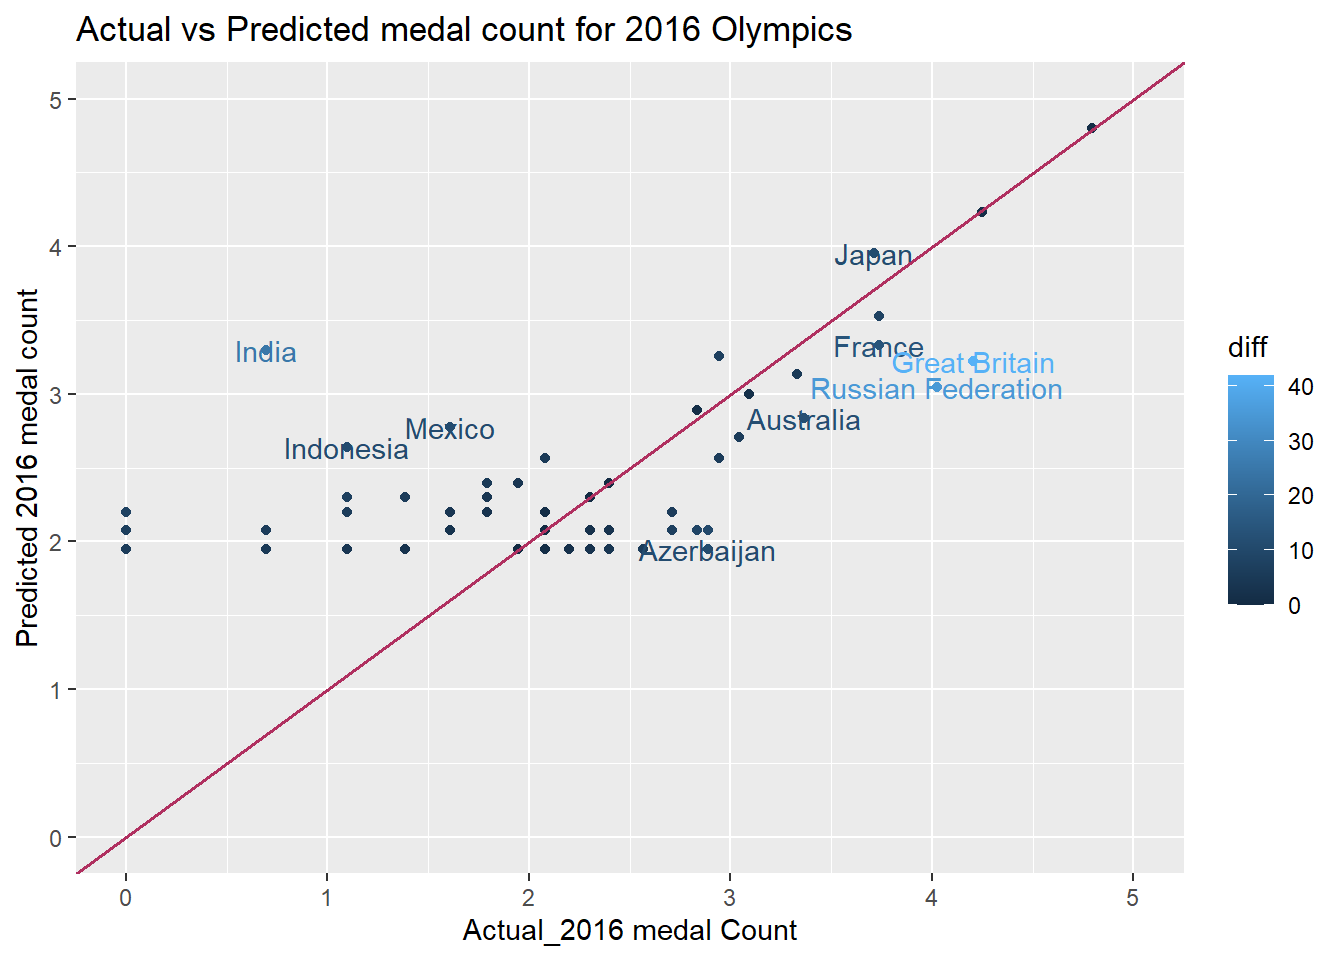 Actual vs Predicted medal count for 2016 Olympics
Predicted 2016 medal count
5
4
3
2
1
0
Japan
India
France
Great Britain
Russian Federation
Mexico
Australia
Indonesia
Azerbaijan
0 1 2 3 4 5
Actual_2016 medal Count
diff
40
30
20
10
0